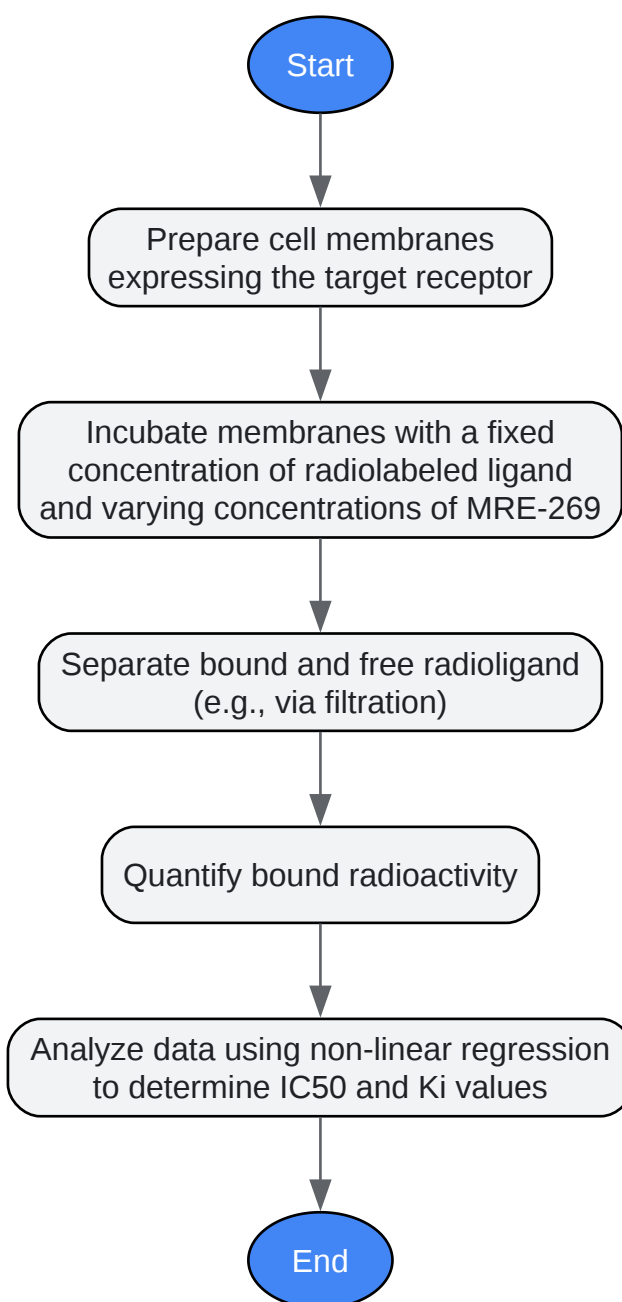 Start
Prepare cell membranes
expressing the target receptor
Incubate membranes with a fixed
concentration of radiolabeled ligand
and varying concentrations of MRE-269
Separate bound and free radioligand
(e.g., via filtration)
Quantify bound radioactivity
Analyze data using non-linear regression
to determine IC50 and Ki values
End